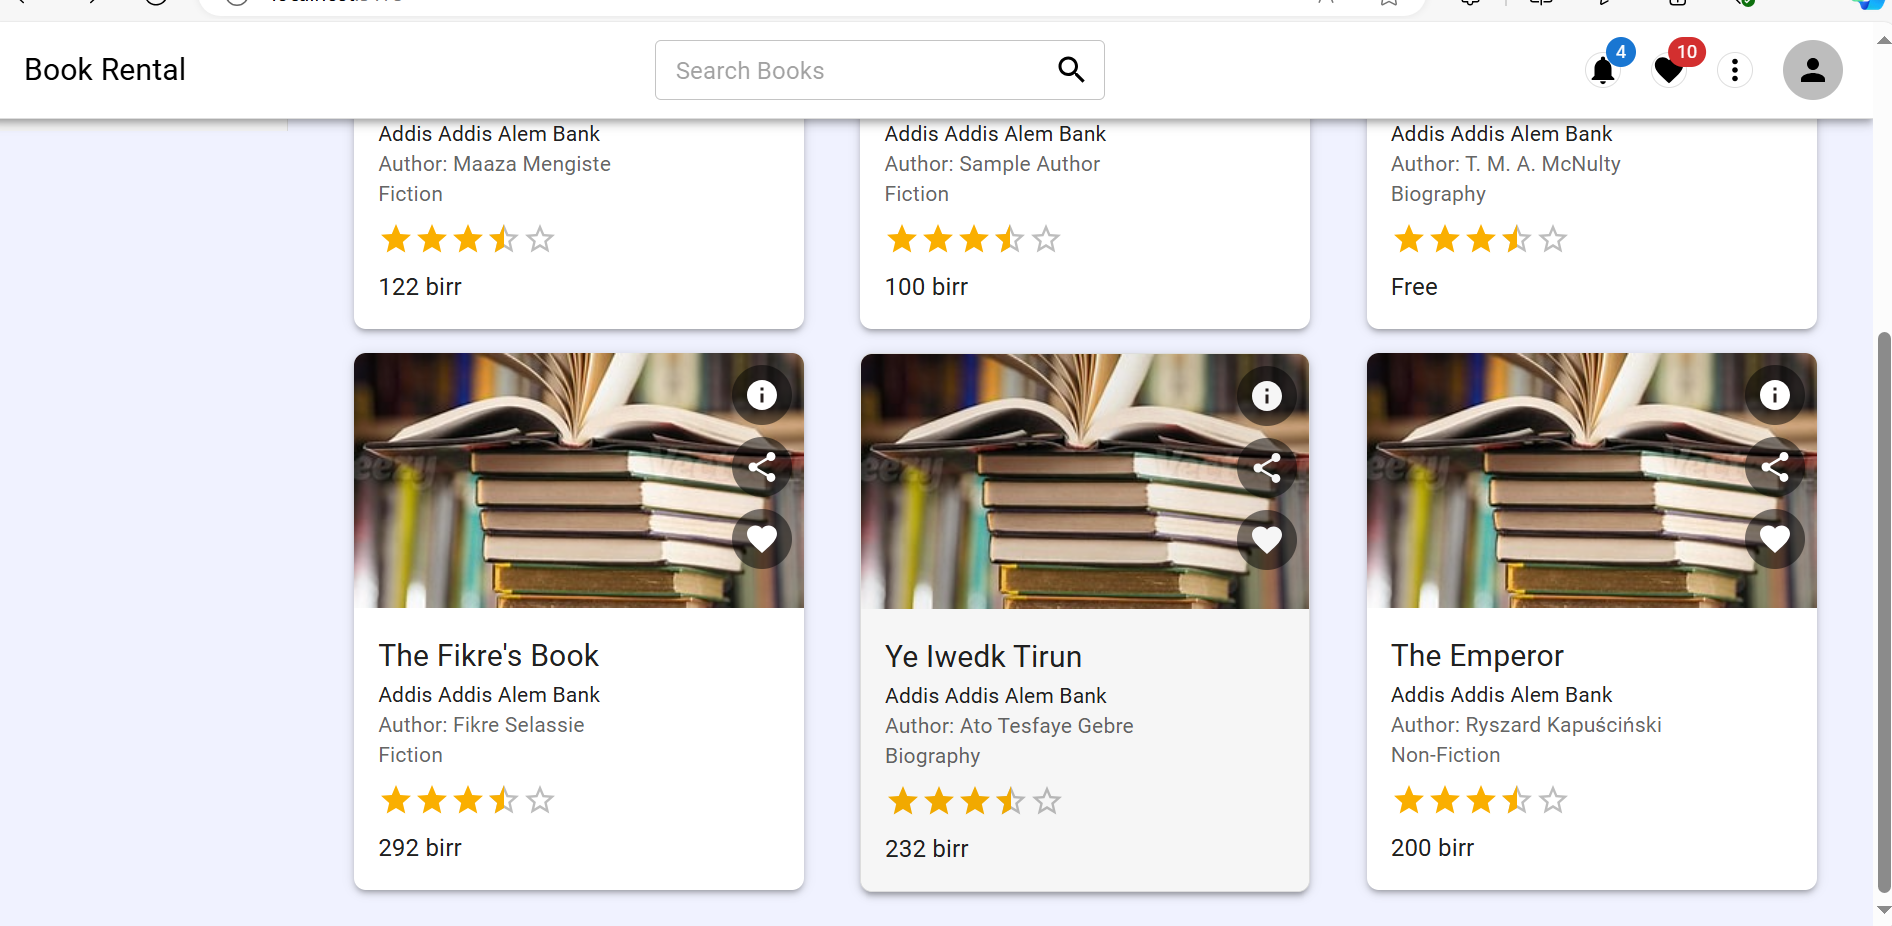 Book Rental
Search Books
4
10
Addis Addis Alem Bank
Author: Maaza Mengiste
Fiction
122 birr
Addis Addis Alem Bank
Author: Sample Author
Fiction
100 birr
Addis Addis Alem Bank
Author: T. M. A. McNulty
Biography
Free
The Fikre's Book
Addis Addis Alem Bank
Author: Fikre Selassie
Fiction
292 birr
Ye Iwedk Tirun
Addis Addis Alem Bank
Author: Ato Tesfaye Gebre
Biography
232 birr
The Emperor
Addis Addis Alem Bank
Author: Ryszard Kapuściński
Non-Fiction
200 birr